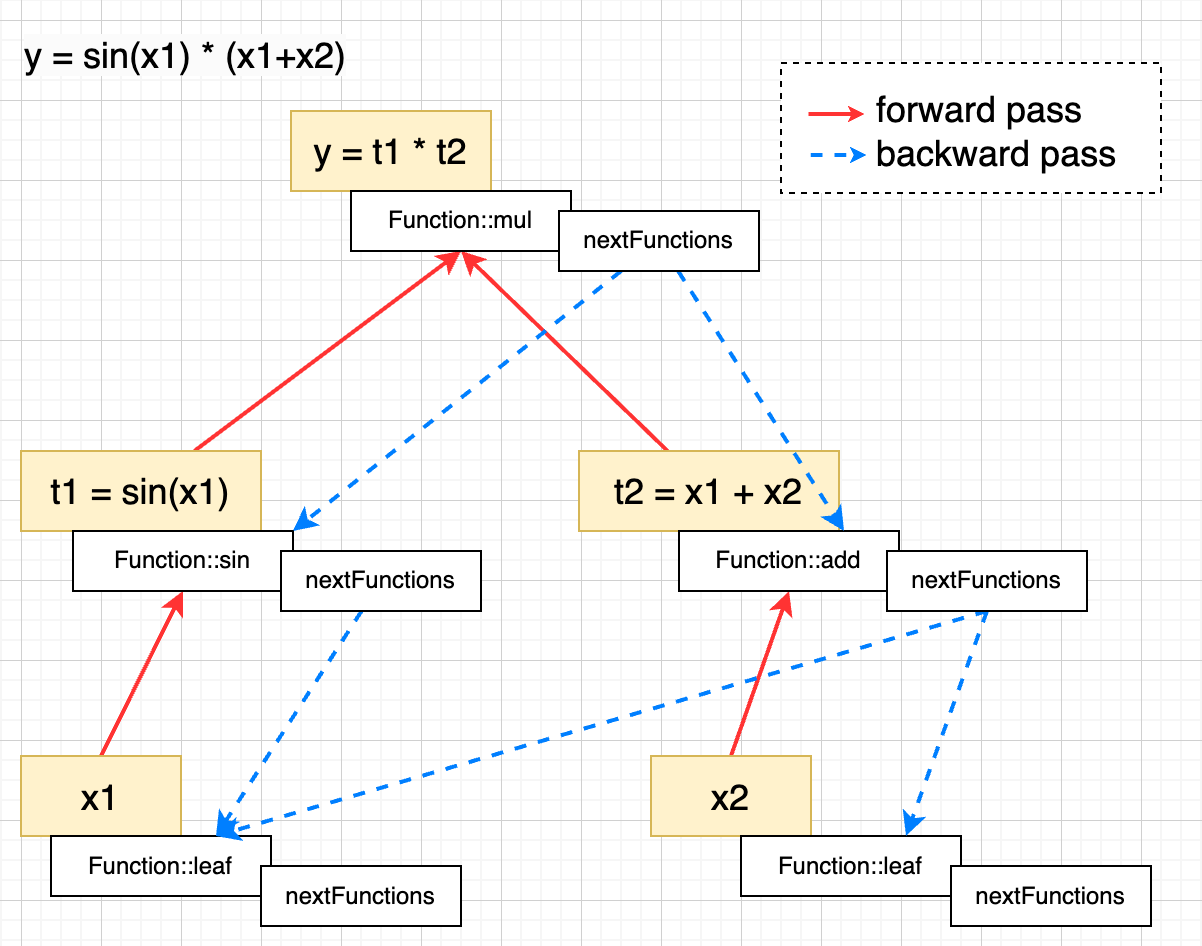 y = sin(x1) * (x1+x2)
forward pass
backward pass
y = t1 * t2
Function::mul
nextFunctions
t1 = sin(x1)
t2 = x1 + x2
Function::sin
nextFunctions
Function::add
nextFunctions
x1
x2
Function::leaf
nextFunctions
Function::leaf
nextFunctions